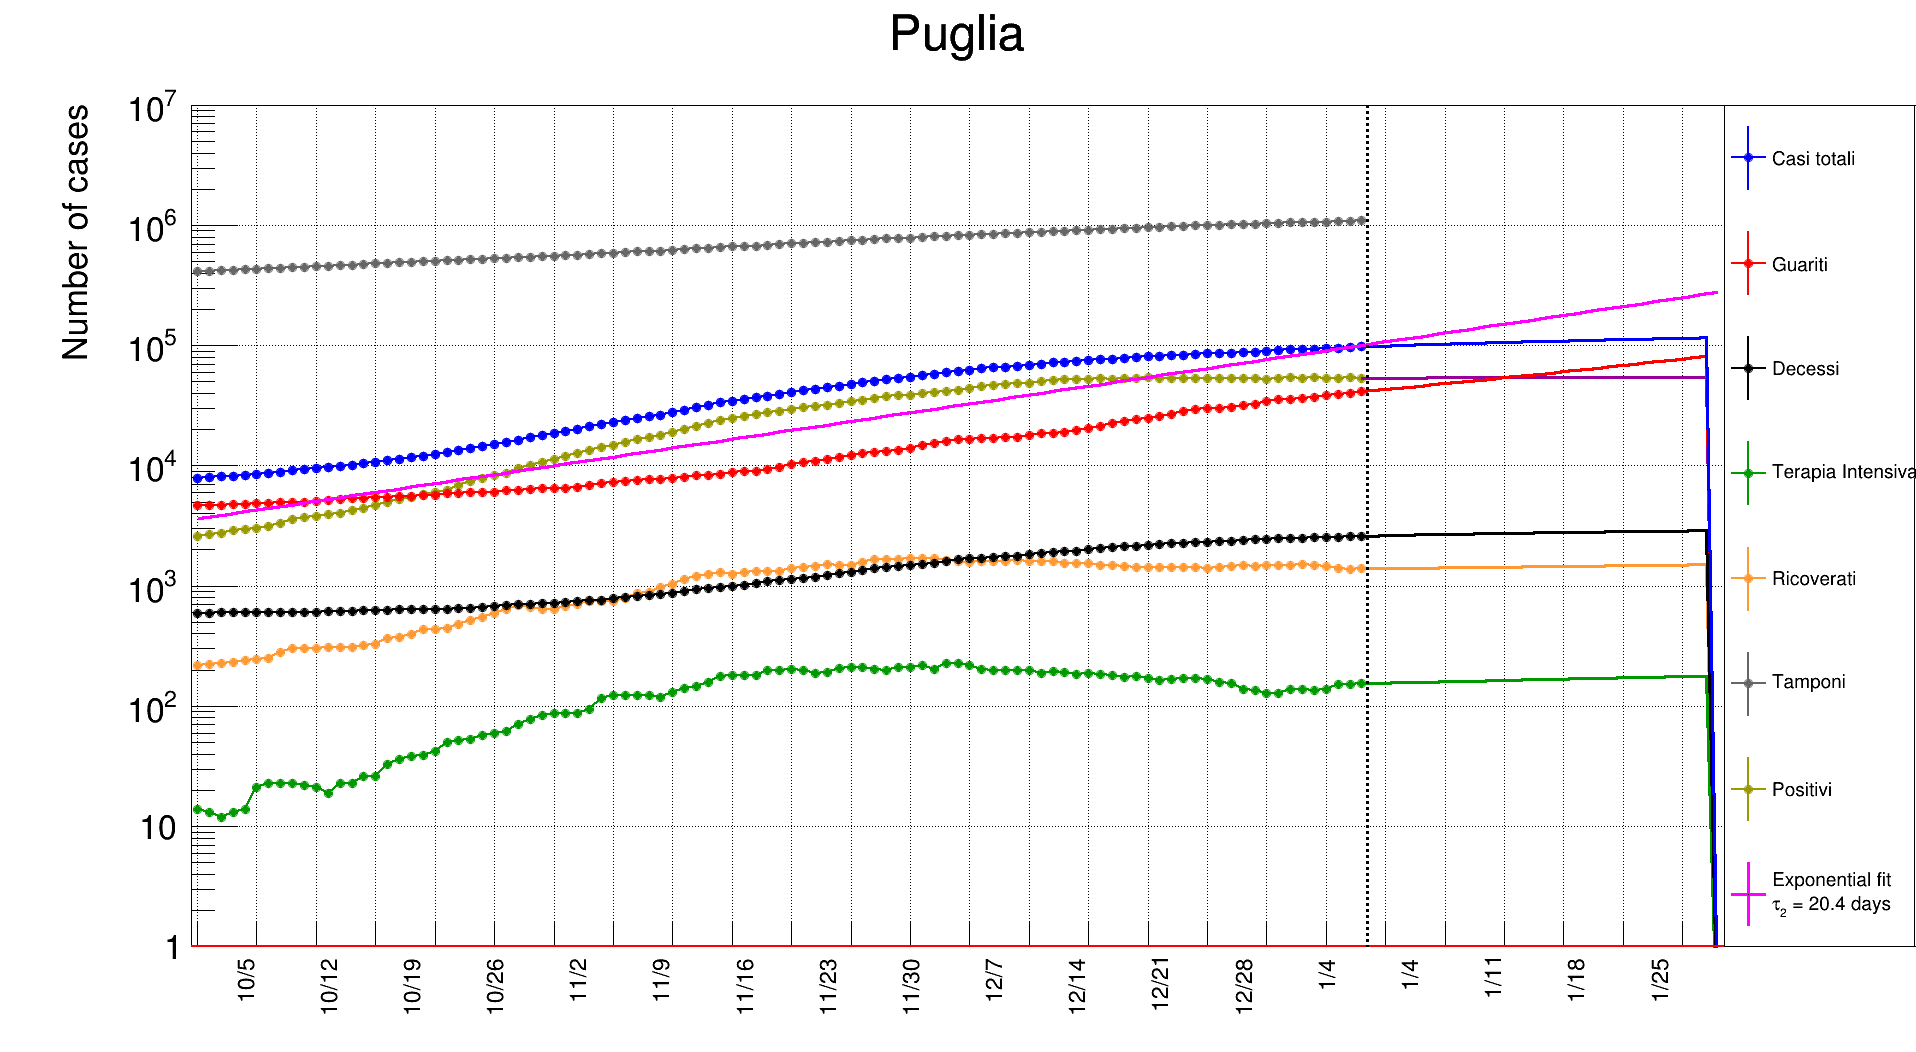 Puglia
Number of cases
10^7
10^6
10^5
10^4
10^3
10^2
10
1
10/5
10/12
10/19
10/26
11/2
11/9
11/16
11/23
11/30
12/7
12/14
12/21
12/28
1/4
1/4
1/11
1/18
1/25
Casi totali
Guariti
Decessi
Terapia Intensiva
Ricoverati
Tamponi
Positivi
Exponential fit
τ_2 = 20.4 days